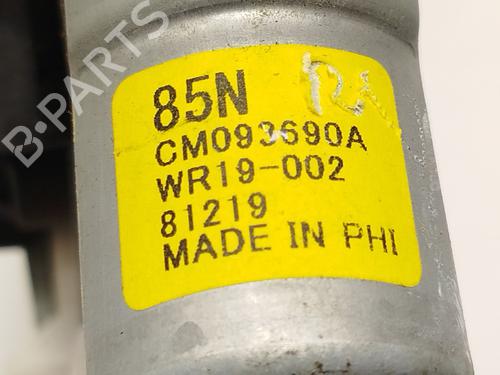 B-PARTS
85N
CM093690A
WR19-002
81219
MADE IN PHI